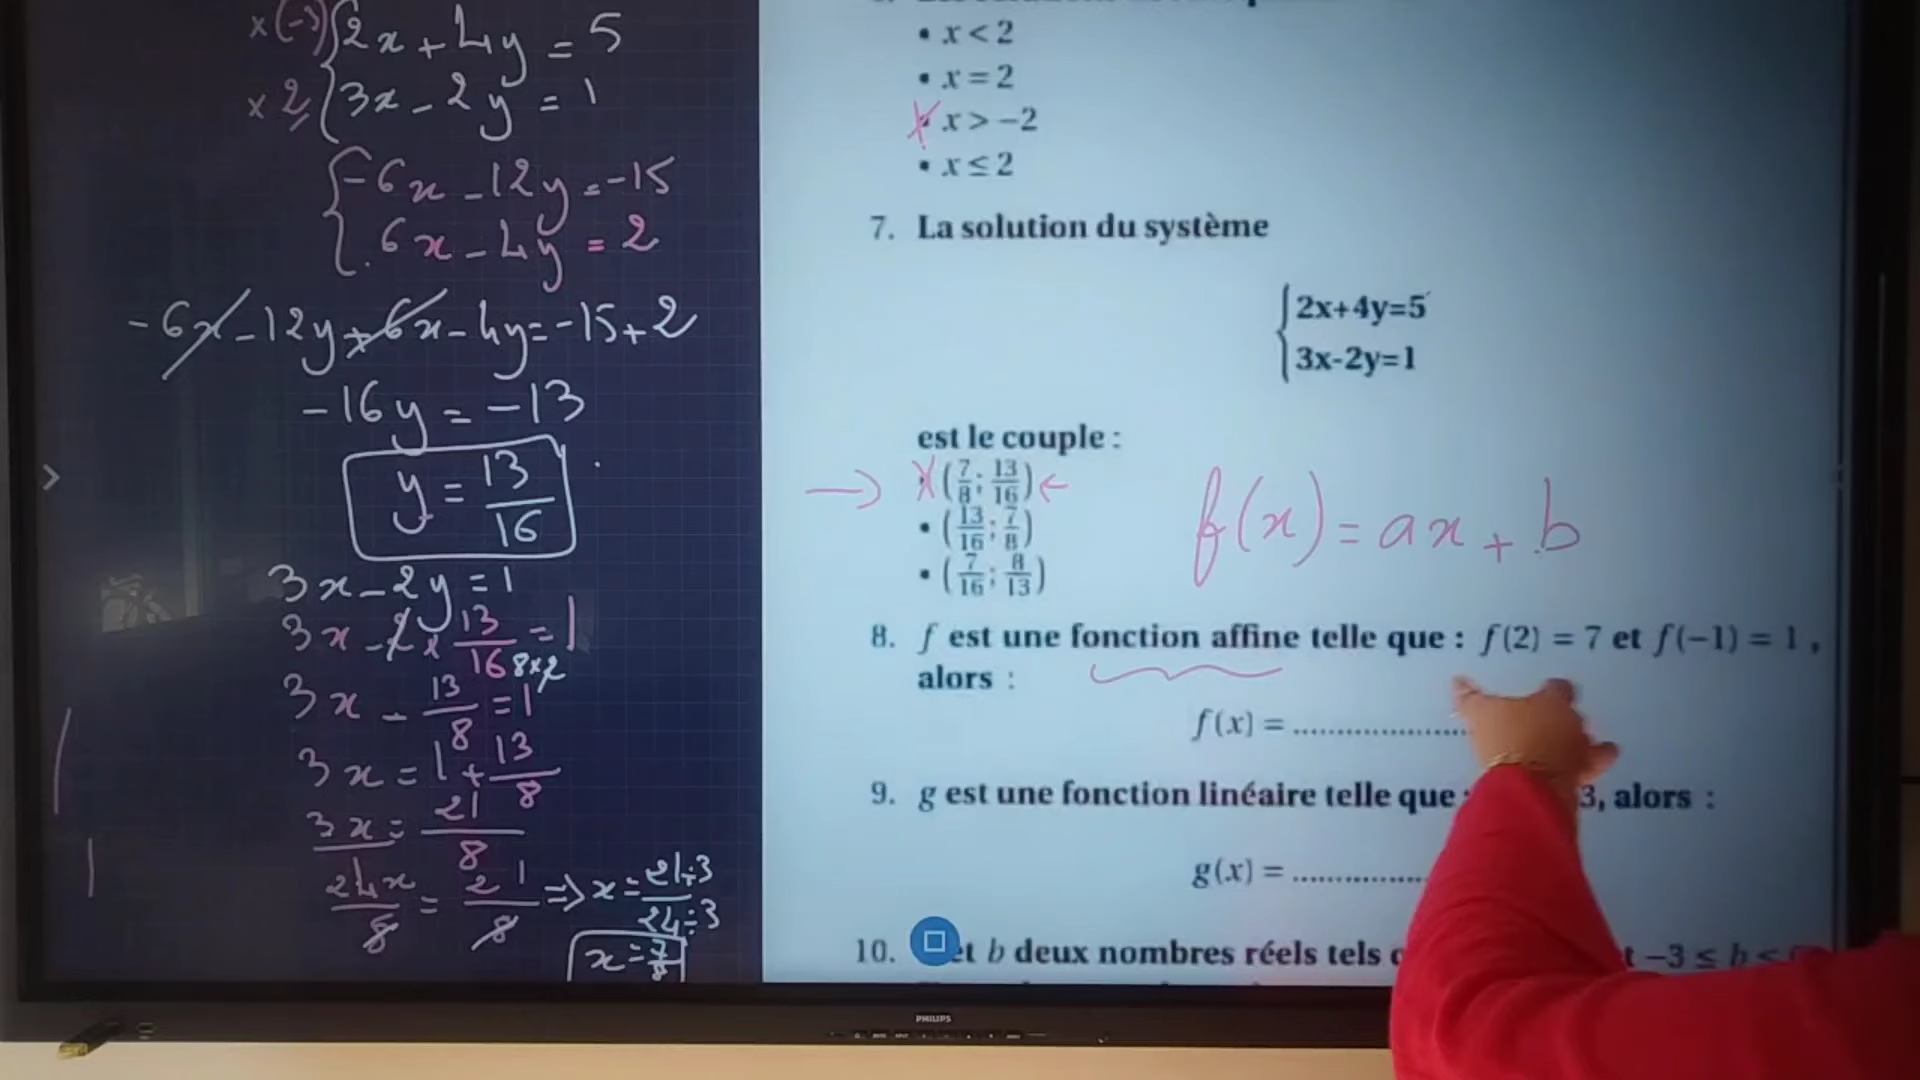 ×(-3) { 2x + 4y = 5
×2 { 3x - 2y = 1
{ -6x - 12y = -15
{ 6x - 4y = 2
-6x - 12y + 6x - 4y = -15 + 2
-16y = -13
y = 13/16
3x - 2y = 1
3x - 2 × 13/16 = 1
8×2
3x - 13/8 = 1
3x = 1 + 13/8
3x = 21/8
24x/8 = 21/8 ⇒ x = 21÷3/24÷3
x = 7/8
• x < 2
• x = 2
• x > −2
• x ≤ 2
7. La solution du système
{ 2x+4y=5
{ 3x-2y=1
est le couple :
→ X (7/8 ; 13/16) ←
• (13/16 ; 7/8)
• (7/16 ; 8/13)
f(x) = ax + b
8. f est une fonction affine telle que : f(2) = 7 et f(−1) = 1 ,
alors :
f(x) = ....................
9. g est une fonction linéaire telle que : 3, alors :
g(x) = ...............
10. et b deux nombres réels tels −3 ≤ b ≤
PHILIPS